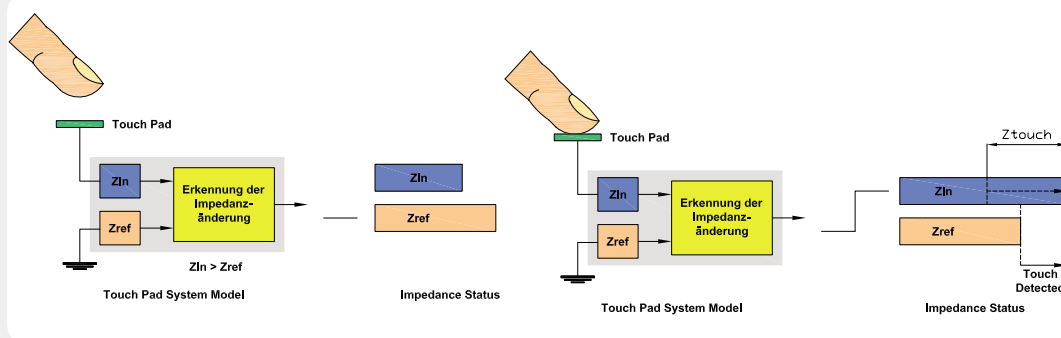 Touch Pad
ZIn
Zref
Erkennung der
Impedanz-
änderung
ZIn > Zref
Touch Pad System Model
ZIn
Zref
Impedance Status
Touch Pad
ZIn
Zref
Erkennung der
Impedanz-
änderung
Touch Pad System Model
Ztouch
ZIn
Zref
Touch
Detected
Impedance Status